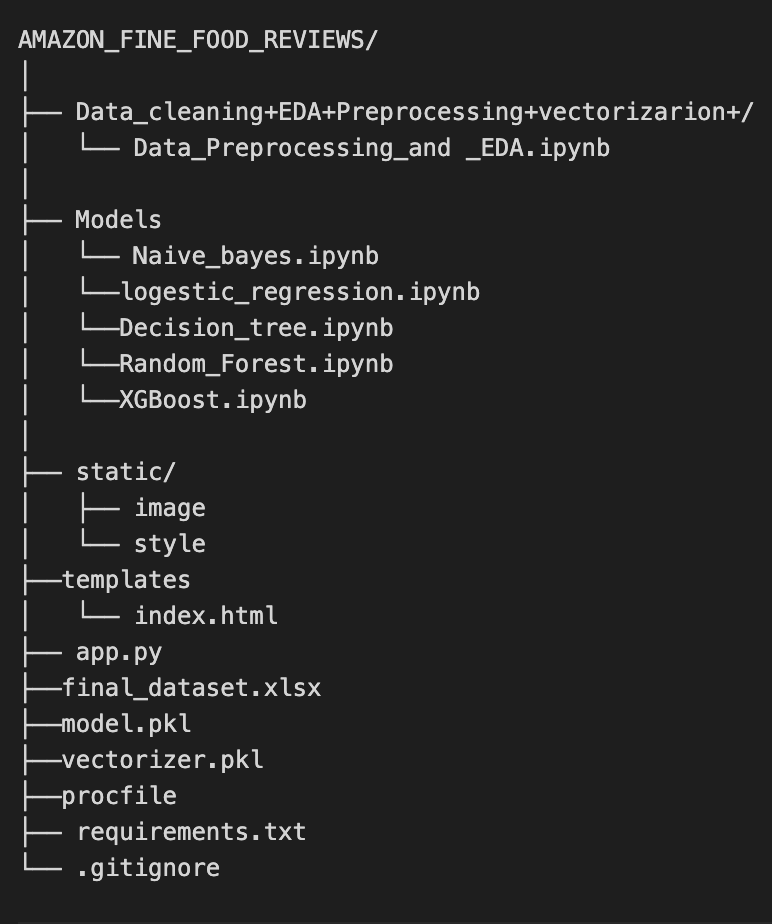 AMAZON_FINE_FOOD_REVIEWS/
│
├── Data_cleaning+EDA+Preprocessing+vectorizarion+/
│   └── Data_Preprocessing_and _EDA.ipynb
│
├── Models
│   └── Naive_bayes.ipynb
│   └──logestic_regression.ipynb
│   └──Decision_tree.ipynb
│   └──Random_Forest.ipynb
│   └──XGBoost.ipynb
│
├── static/
│   ├── image
│   └── style
├──templates
│   └── index.html
├── app.py
├──final_dataset.xlsx
├──model.pkl
├──vectorizer.pkl
├──procfile
├── requirements.txt
└── .gitignore